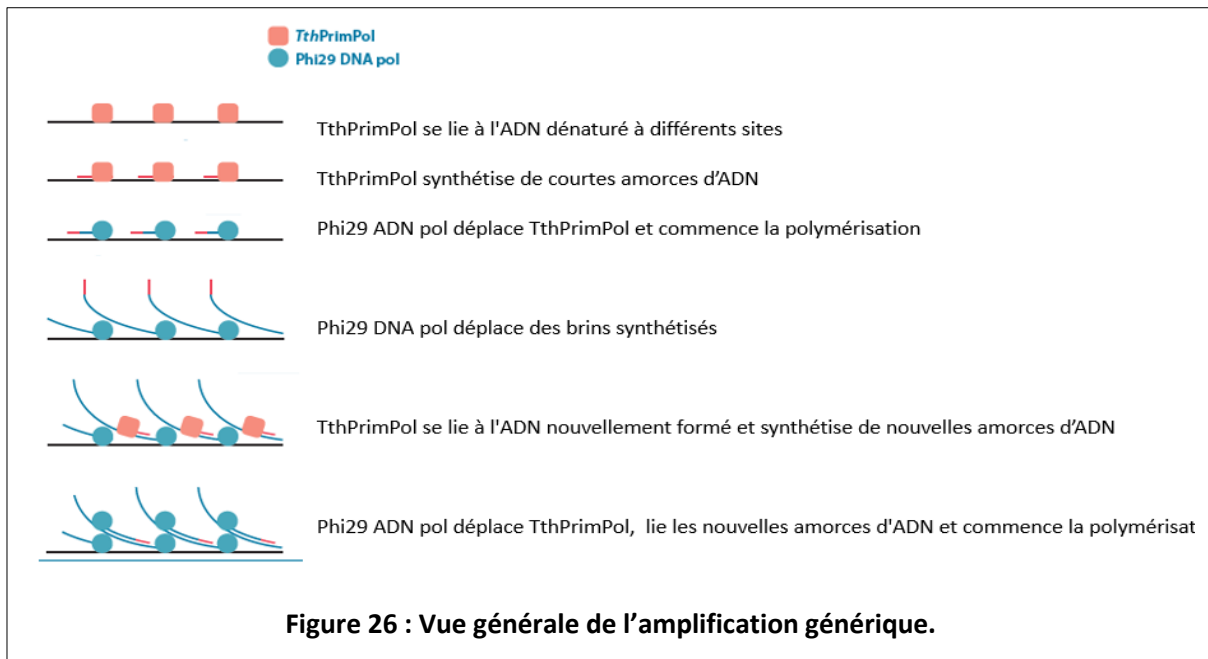 TthPrimPol
Phi29 DNA pol
TthPrimPol se lie à l'ADN dénaturé à différents sites
TthPrimPol synthétise de courtes amorces d’ADN
Phi29 ADN pol déplace TthPrimPol et commence la polymérisation
Phi29 DNA pol déplace des brins synthétisés
TthPrimPol se lie à l'ADN nouvellement formé et synthétise de nouvelles amorces d’ADN
Phi29 ADN pol déplace TthPrimPol, lie les nouvelles amorces d'ADN et commence la polymérisat
Figure 26 : Vue générale de l’amplification générique.